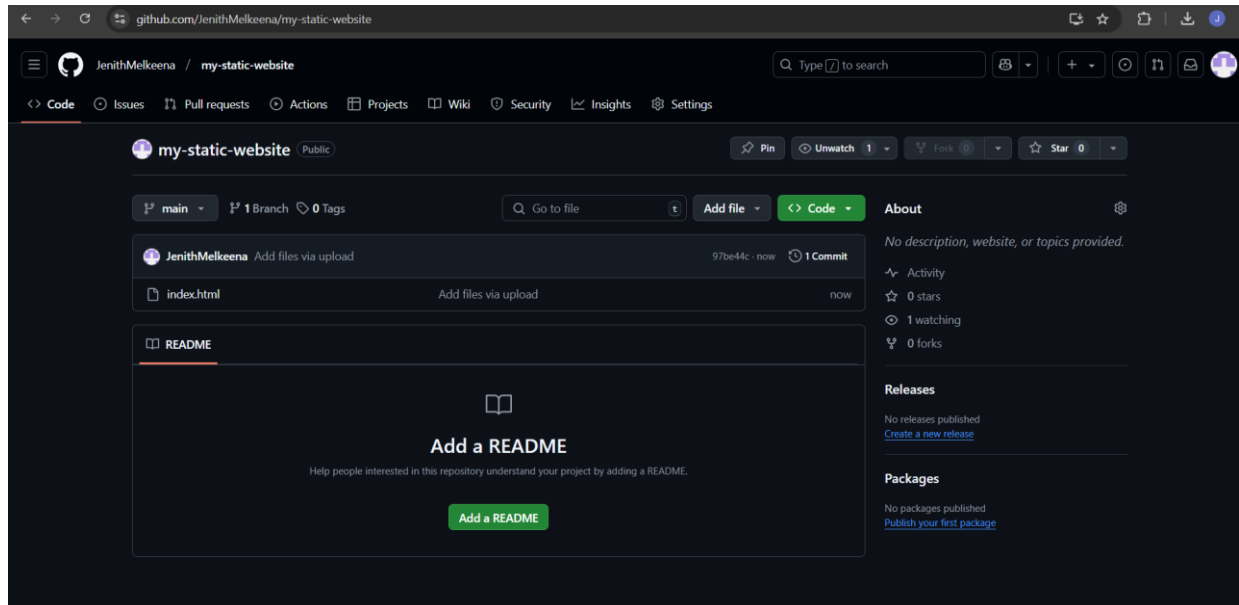 github.com/JenithMelkeena/my-static-website
J
JenithMelkeena / my-static-website
Type / to search
<> Code Issues Pull requests Actions Projects Wiki Security Insights Settings
my-static-website Public
Pin Unwatch 1 Fork 0 Star 0
main 1 Branch 0 Tags Go to file t Add file <> Code
JenithMelkeena Add files via upload 97be44c · now 1 Commit
index.html Add files via upload now
README
Add a README
Help people interested in this repository understand your project by adding a README.
Add a README
About
No description, website, or topics provided.
Activity
0 stars
1 watching
0 forks
Releases
No releases published
Create a new release
Packages
No packages published
Publish your first package